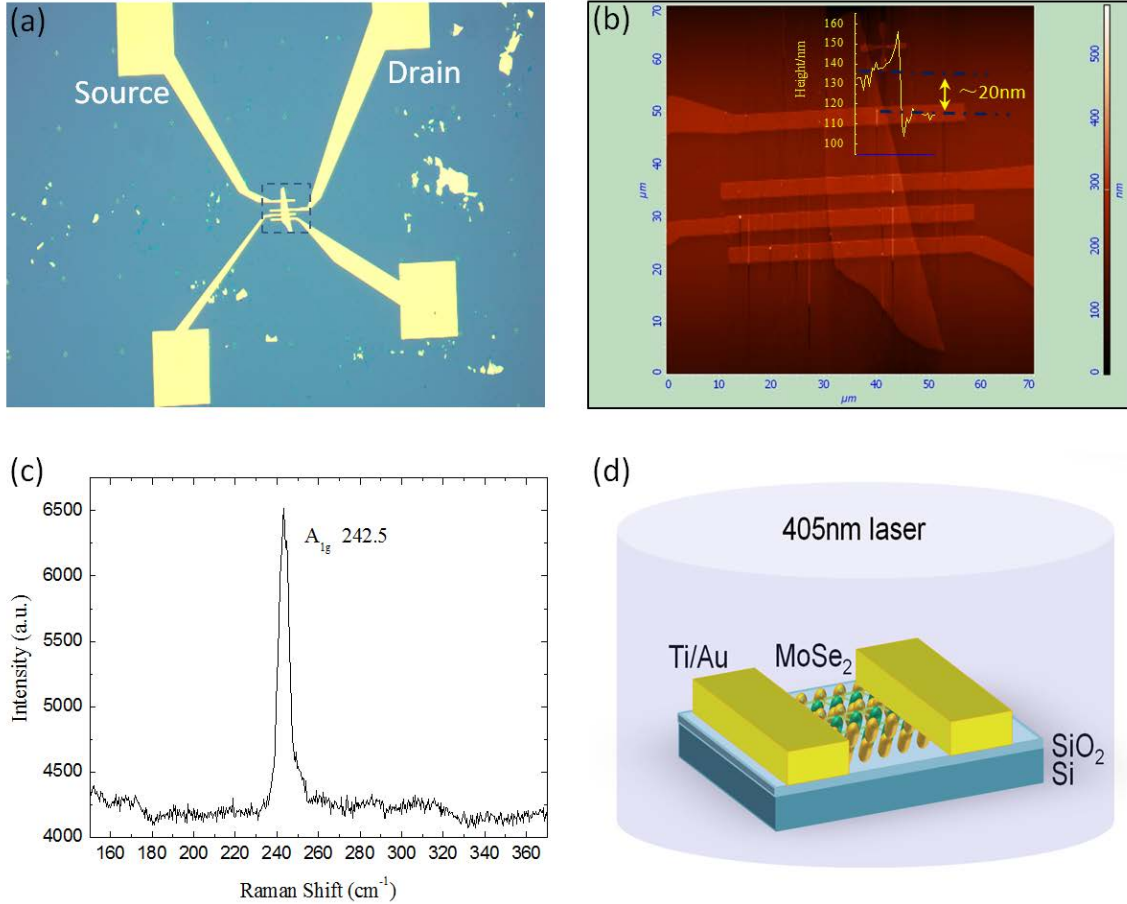 (a)
Source
Drain
(b)
70
60
50
40
30
20
10
0
μm
0 10 20 30 40 50 60 70
μm
Height/nm
160
150
140
130
120
110
100
~20nm
500
400
300
200
100
0
nm
(c)
Intensity (a.u.)
6500
6000
5500
5000
4500
4000
A1g 242.5
160 180 200 220 240 260 280 300 320 340 360
Raman Shift (cm-1)
(d)
405nm laser
Ti/Au
MoSe2
SiO2
Si